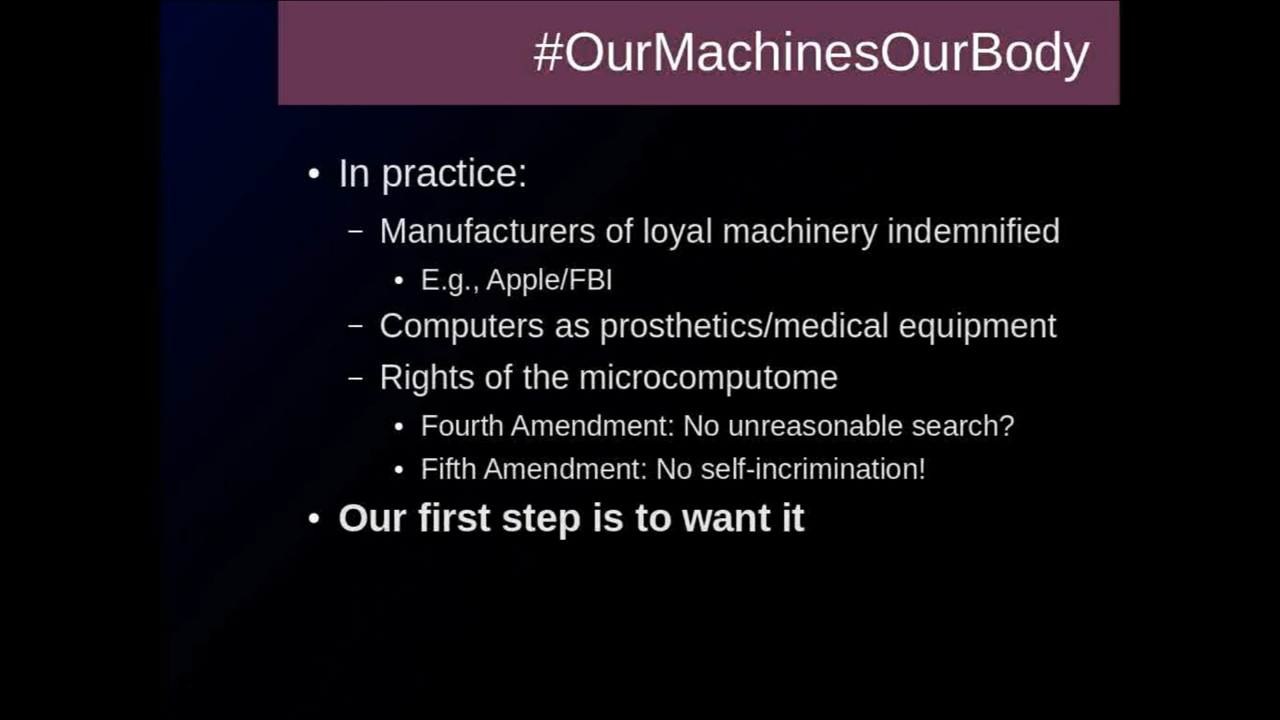 #OurMachinesOurBody
• In practice:
– Manufacturers of loyal machinery indemnified
• E.g., Apple/FBI
– Computers as prosthetics/medical equipment
– Rights of the microcomputome
• Fourth Amendment: No unreasonable search?
• Fifth Amendment: No self-incrimination!
• Our first step is to want it